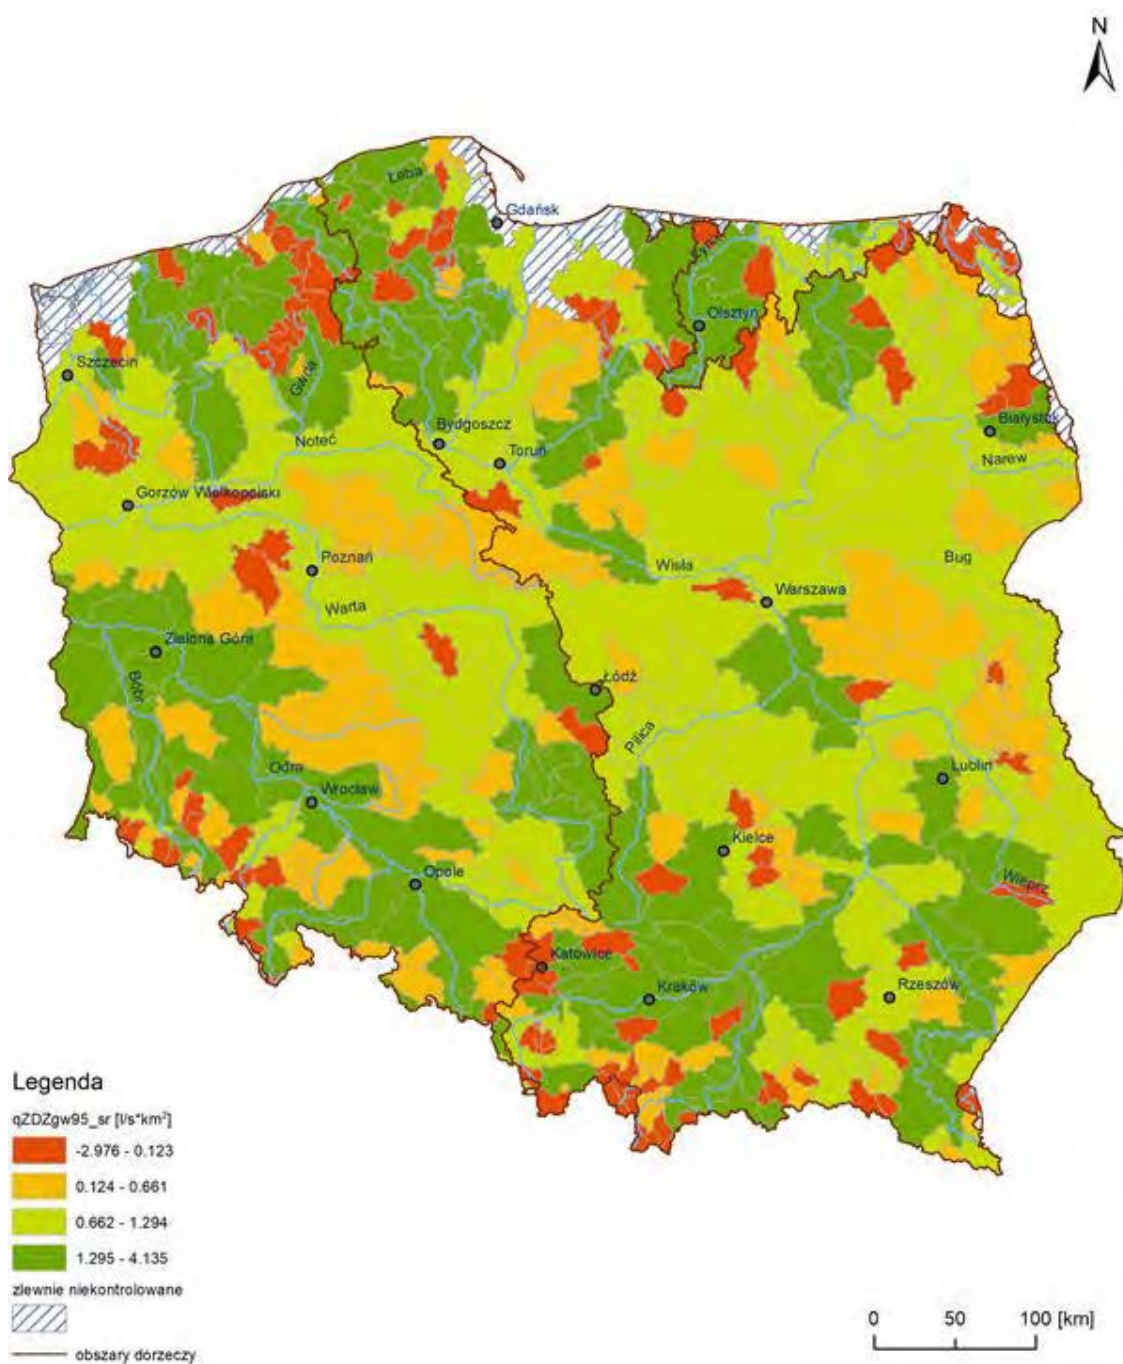 N
Łeba
Gdańsk
Olsztyn
Szczecin
Gwda
Bydgoszcz
Białystok
Noteć
Toruń
Narew
Gorzów Wielkopolski
Poznań
Wisła
Bug
Warszawa
Warta
Zielona Góra
Bóbr
Łódź
Pilica
Odra
Lublin
Wrocław
Kielce
Opole
Wieprz
Katowice
Kraków
Rzeszów
Legenda
qZDZgw95_sr [l/s*km²]
-2.976 - 0.123
0.124 - 0.661
0.662 - 1.294
1.295 - 4.135
zlewnie niekontrolowane
0 50 100 [km]
obszary dorzeczy